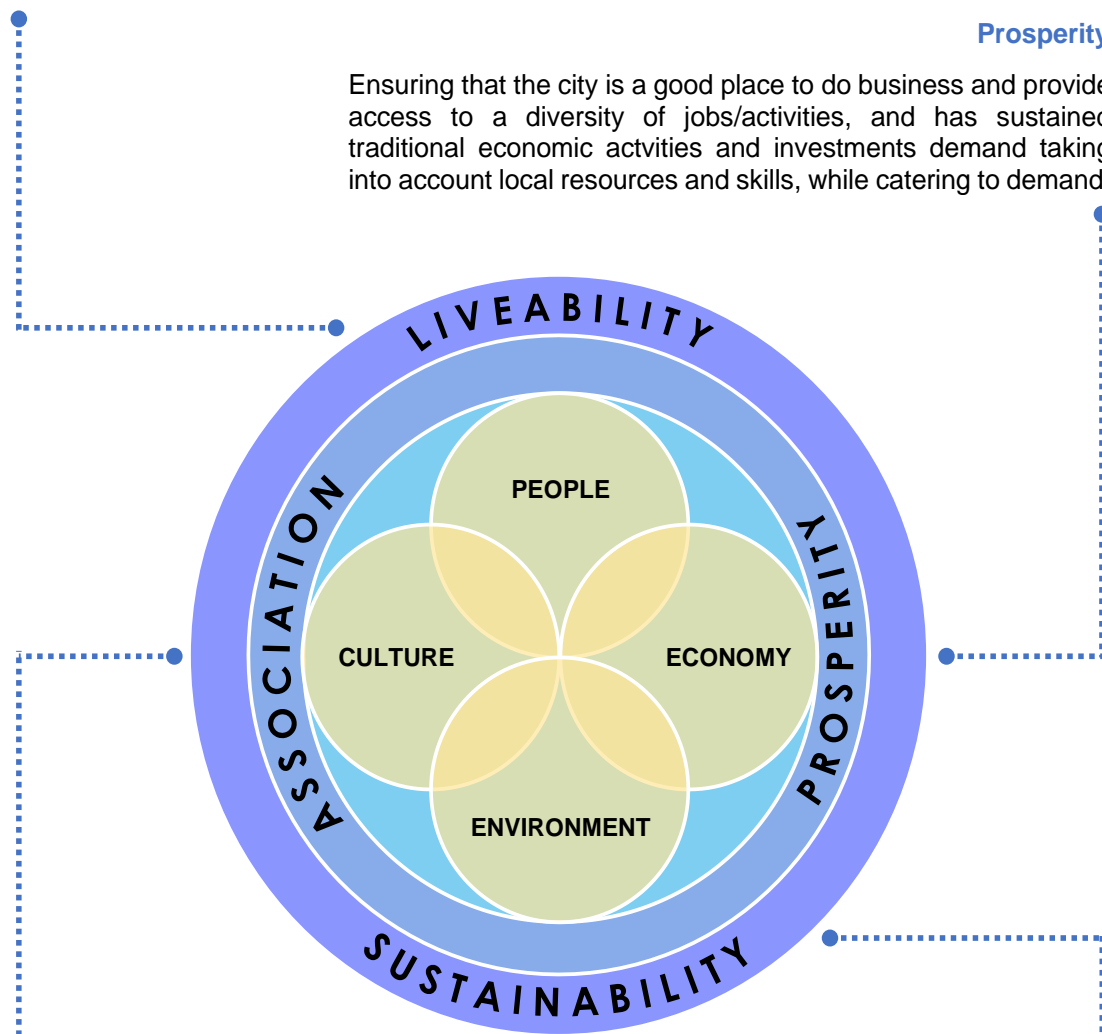 Prosperity
Ensuring that the city is a good place to do business and provide
access to a diversity of jobs/activities, and has sustained
traditional economic actvities and investments demand taking
into account local resources and skills, while catering to demand
LIVEABILITY
ASSOCIATION
PROSPERITY
PEOPLE
CULTURE
ECONOMY
ENVIRONMENT
SUSTAINABILITY